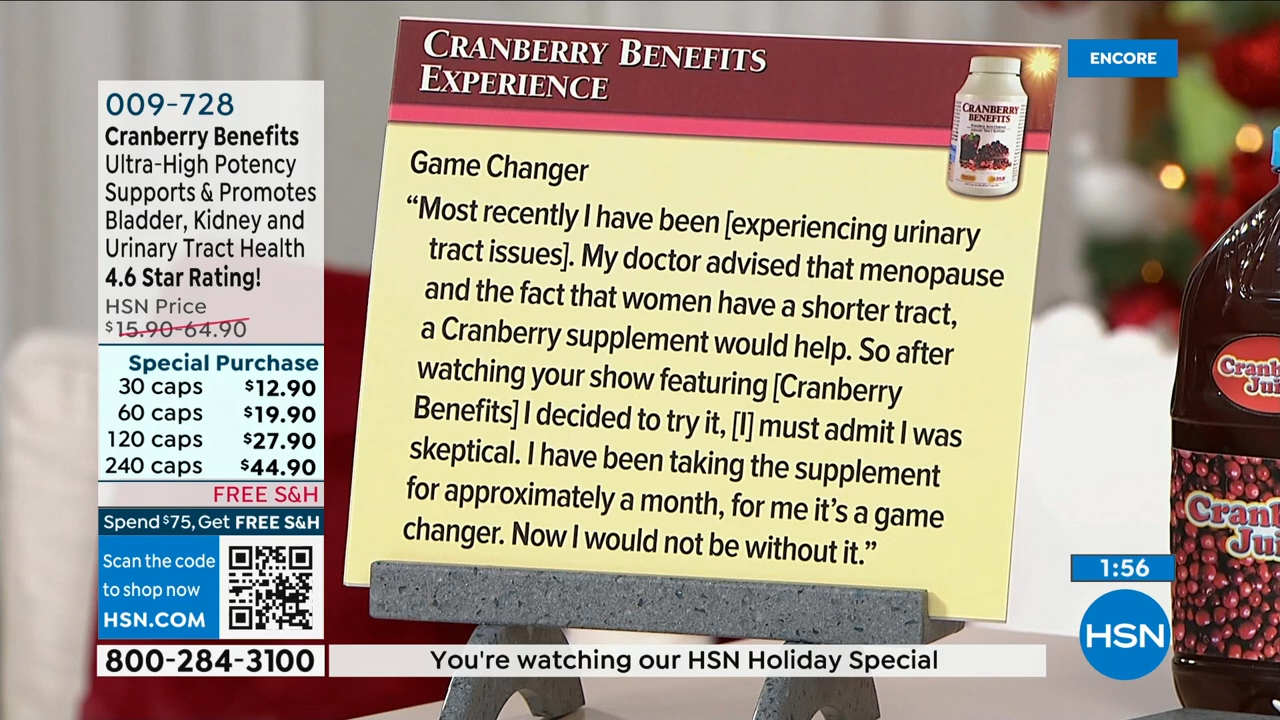 009-728
Cranberry Benefits
Ultra-High Potency
Supports & Promotes
Bladder, Kidney and
Urinary Tract Health
4.6 Star Rating!
HSN Price
$15.90-64.90
Special Purchase
30 caps $12.90
60 caps $19.90
120 caps $27.90
240 caps $44.90
FREE S&H
Spend $75, Get FREE S&H
Scan the code
to shop now
HSN.COM
800-284-3100
You're watching our HSN Holiday Special
CRANBERRY BENEFITS
EXPERIENCE
CRANBERRY
BENEFITS
Game Changer
“Most recently I have been [experiencing urinary
tract issues]. My doctor advised that menopause
and the fact that women have a shorter tract,
a Cranberry supplement would help. So after
watching your show featuring [Cranberry
Benefits] I decided to try it, [I] must admit I was
skeptical. I have been taking the supplement
for approximately a month, for me it’s a game
changer. Now I would not be without it.”
ENCORE
1:56
HSN